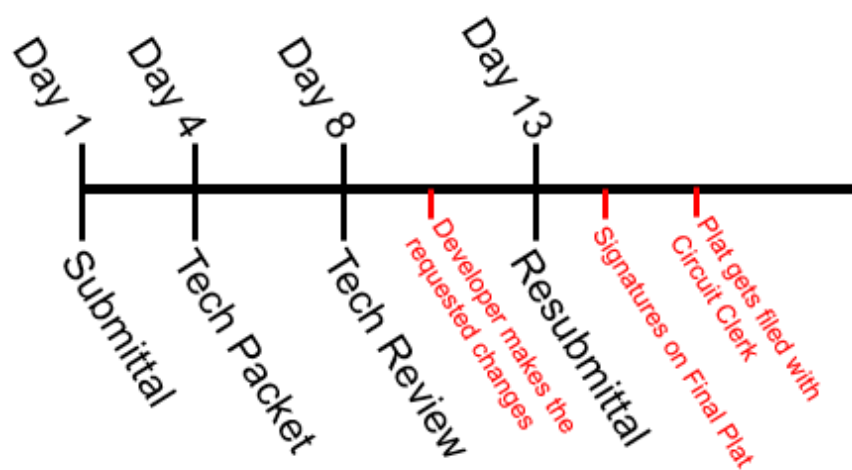 Day 1
Day 4
Day 8
Day 13
Submittal
Tech Packet
Tech Review
Developer makes the
requested changes
Resubmittal
Signatures on Final Plat
Plat gets filed with
Circuit Clerk